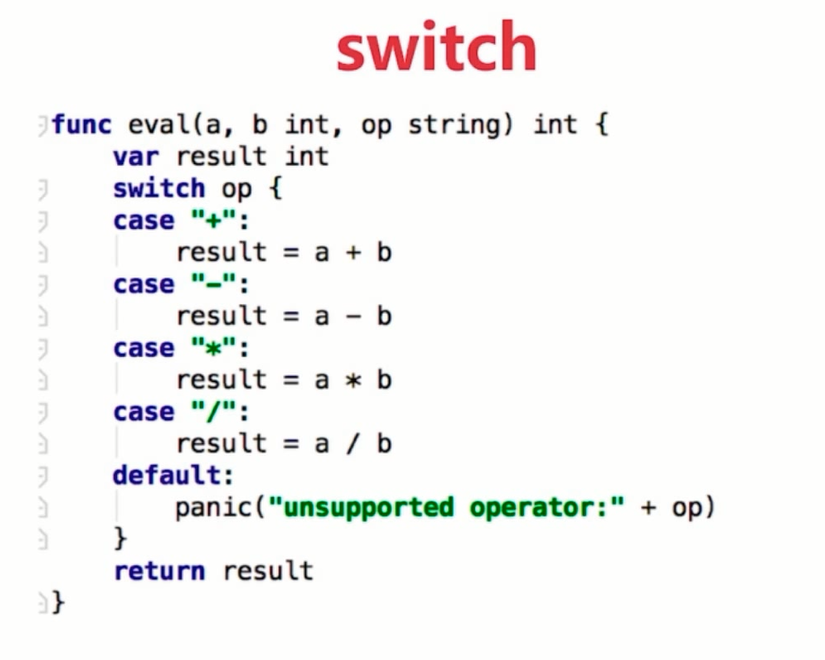 switch
func eval(a, b int, op string) int {
    var result int
    switch op {
    case "+":
        result = a + b
    case "-":
        result = a - b
    case "*":
        result = a * b
    case "/":
        result = a / b
    default:
        panic("unsupported operator:" + op)
    }
    return result
}